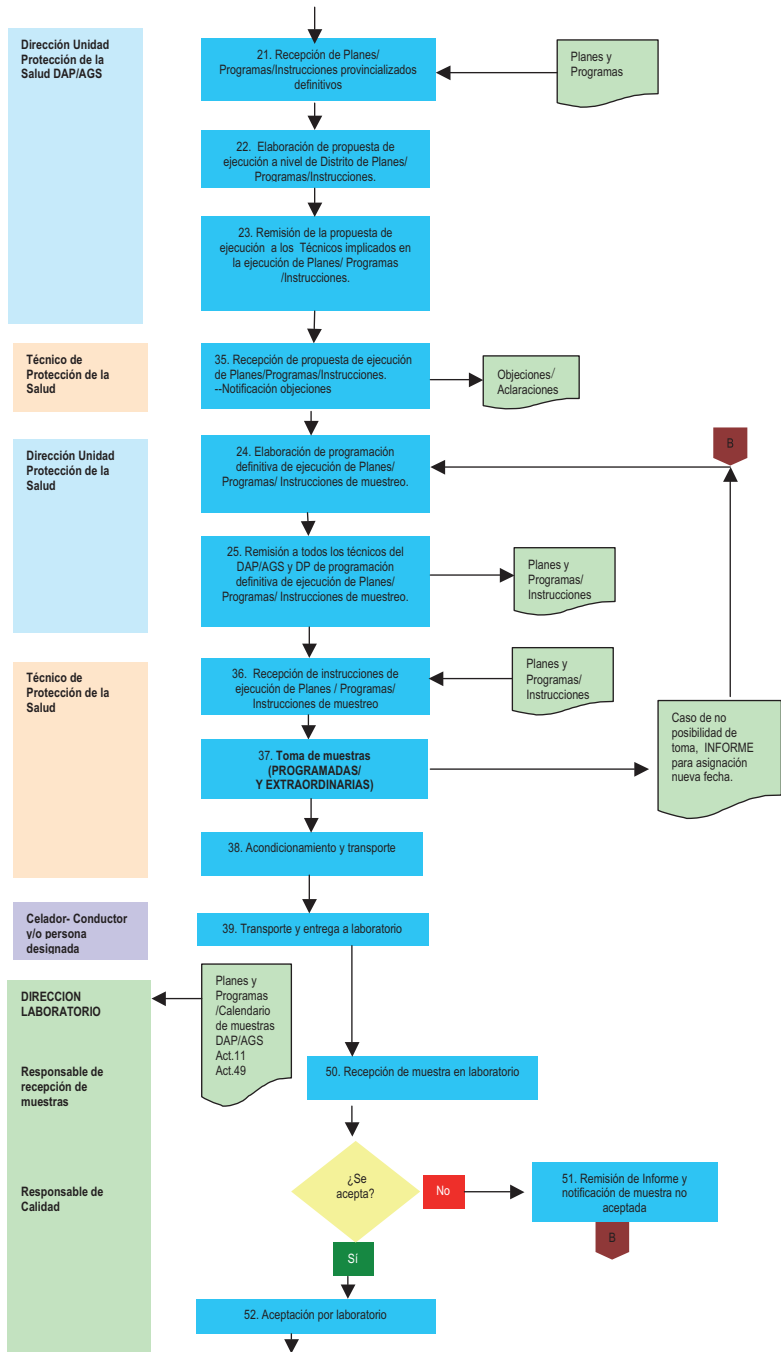 Dirección Unidad
Protección de la
Salud DAP/AGS
21. Recepción de Planes/
Programas/Instrucciones provincializados
definitivos
Planes y
Programas
22. Elaboración de propuesta de
ejecución a nivel de Distrito de Planes/
Programas/Instrucciones.
23. Remisión de la propuesta de
ejecución a los Técnicos implicados en
la ejecución de Planes/ Programas
/Instrucciones.
Técnico de
Protección de la
Salud
35. Recepción de propuesta de ejecución
de Planes/Programas/Instrucciones.
--Notificación objeciones
Objeciones/
Aclaraciones
Dirección Unidad
Protección de la
Salud
24. Elaboración de programación
definitiva de ejecución de Planes/
Programas/ Instrucciones de muestreo.
B
25. Remisión a todos los técnicos del
DAP/AGS y DP de programación
definitiva de ejecución de Planes/
Programas/ Instrucciones de muestreo.
Planes y
Programas/
Instrucciones
Técnico de
Protección de la
Salud
36. Recepción de instrucciones de
ejecución de Planes / Programas/
Instrucciones de muestreo
Planes y
Programas/
Instrucciones
37. Toma de muestras
(PROGRAMADAS/
Y EXTRAORDINARIAS)
Caso de no
posibilidad de
toma, INFORME
para asignación
nueva fecha.
38. Acondicionamiento y transporte
Celador- Conductor
y/o persona
designada
39. Transporte y entrega a laboratorio
DIRECCION
LABORATORIO
Planes y
Programas
/Calendario
de muestras
DAP/AGS
Act.11
Act.49
Responsable de
recepción de
muestras
50. Recepción de muestra en laboratorio
Responsable de
Calidad
¿Se
acepta?
No
51. Remisión de Informe y
notificación de muestra no
aceptada
B
Sí
52. Aceptación por laboratorio